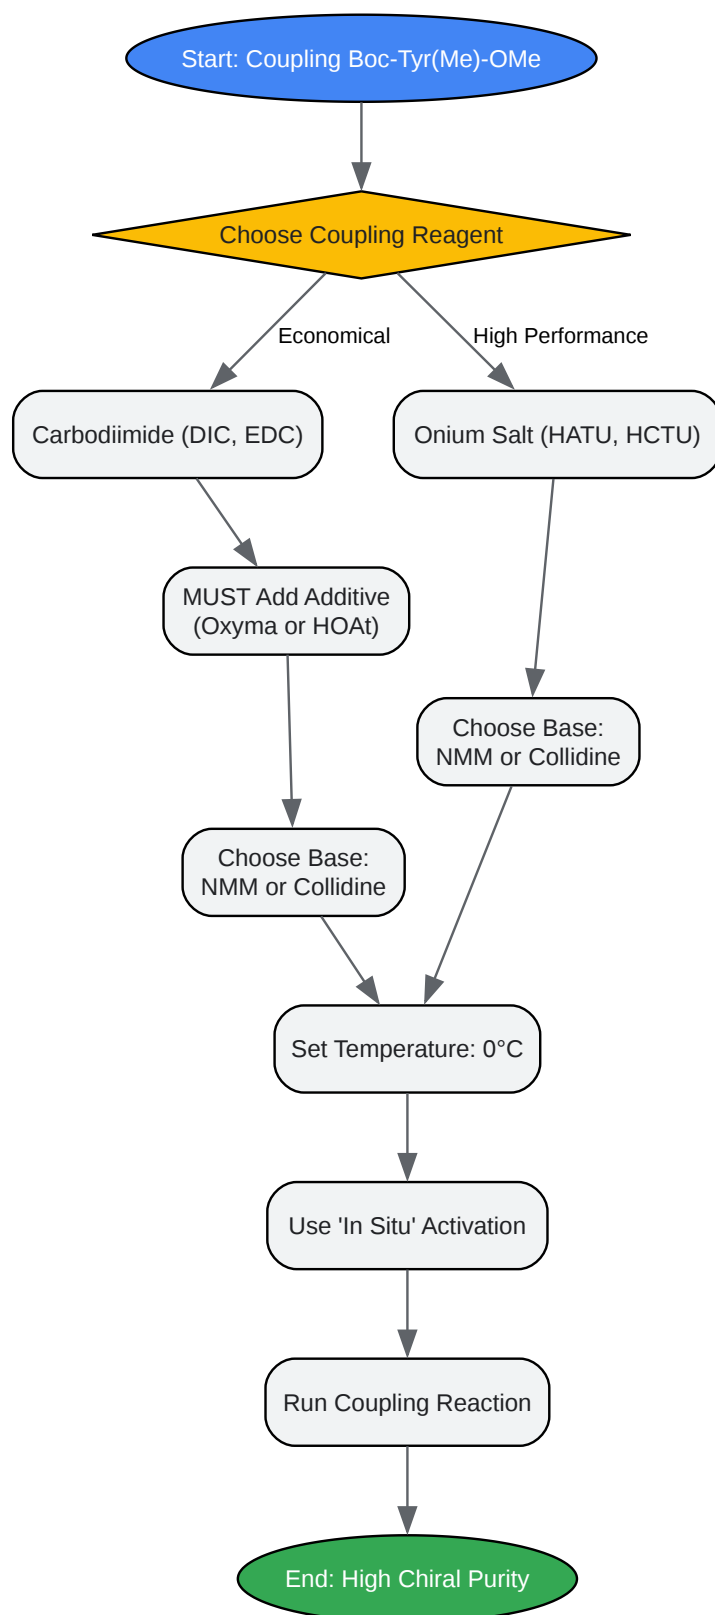 Start: Coupling Boc-Tyr(Me)-OMe
Choose Coupling Reagent
Economical
High Performance
Carbodiimide (DIC, EDC)
Onium Salt (HATU, HCTU)
MUST Add Additive
(Oxyma or HOAt)
Choose Base:
NMM or Collidine
Choose Base:
NMM or Collidine
Set Temperature: 0°C
Use 'In Situ' Activation
Run Coupling Reaction
End: High Chiral Purity